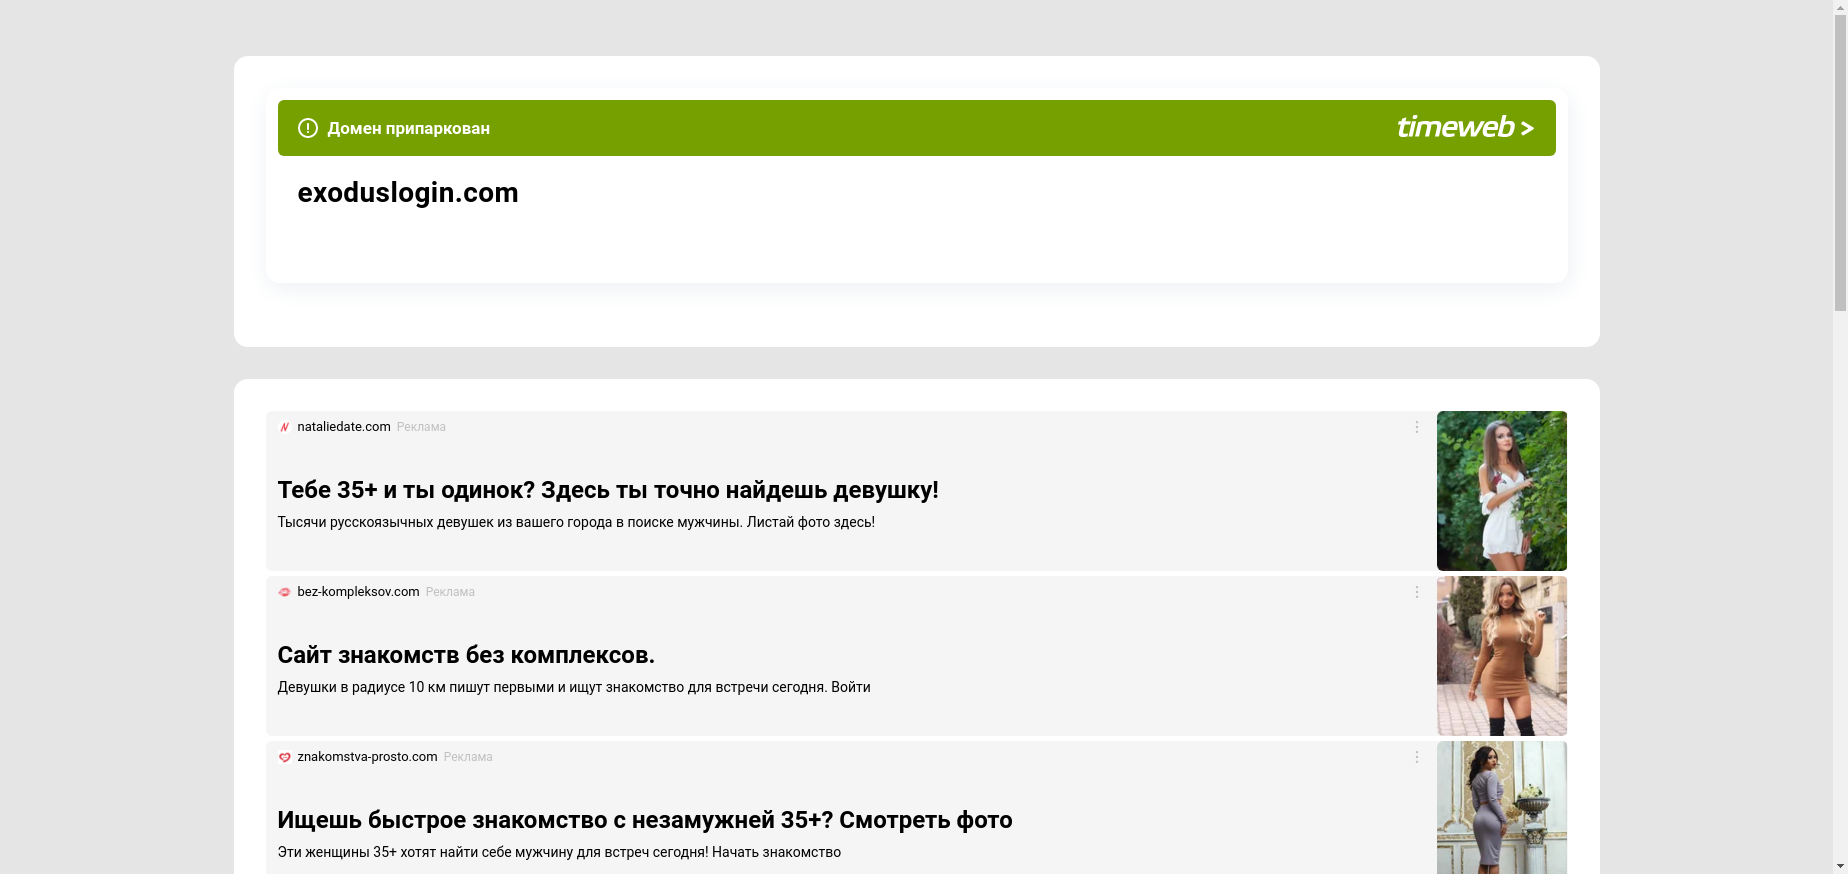 Домен припаркован
timeweb >
exoduslogin.com
nataliedate.com Реклама
Тебе 35+ и ты одинок? Здесь ты точно найдешь девушку!
Тысячи русскоязычных девушек из вашего города в поиске мужчины. Листай фото здесь!
bez-kompleksov.com Реклама
Сайт знакомств без комплексов.
Девушки в радиусе 10 км пишут первыми и ищут знакомство для встречи сегодня. Войти
znakomstva-prosto.com Реклама
Ищешь быстрое знакомство с незамужней 35+? Смотреть фото
Эти женщины 35+ хотят найти себе мужчину для встреч сегодня! Начать знакомство